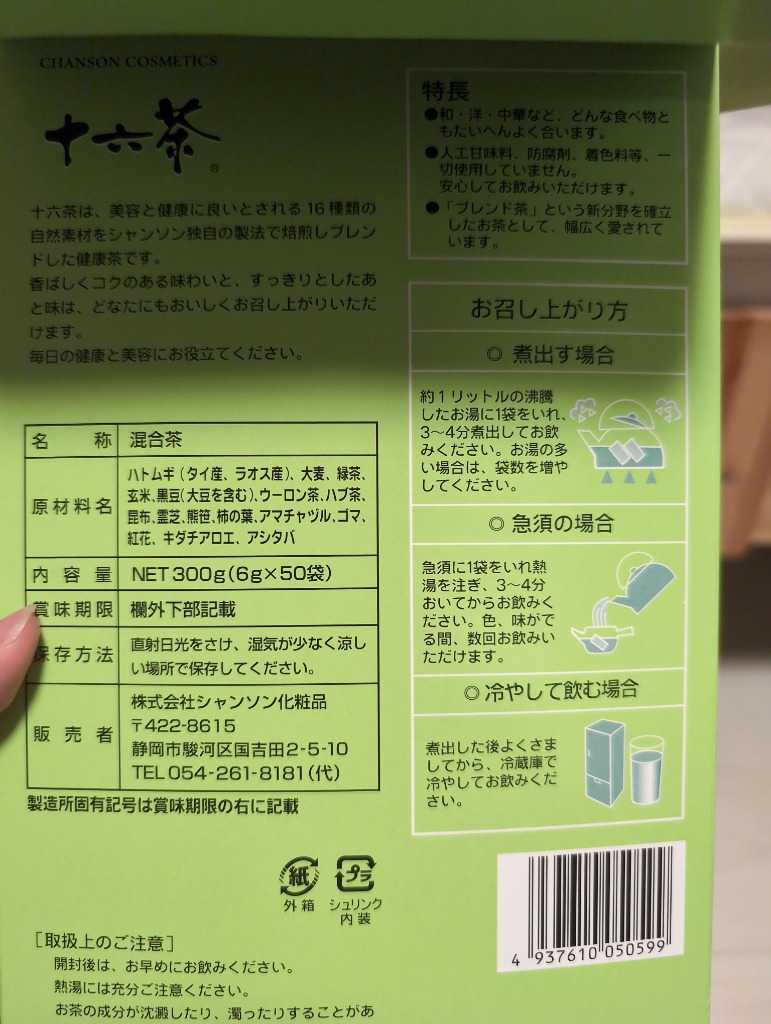 CHANSON COSMETICS
十六茶®
十六茶は、美容と健康に良いとされる16種類の
自然素材をシャンソン独自の製法で焙煎しブレン
ドした健康茶です。
香ばしくコクのある味わいと、すっきりとしたあ
と味は、どなたにもおいしくお召し上がりいただ
けます。
毎日の健康と美容にお役立てください。
名称 混合茶
原材料名 ハトムギ(タイ産、ラオス産)、大麦、緑茶、
玄米、黒豆(大豆を含む)、ウーロン茶、ハブ茶、
昆布、霊芝、熊笹、柿の葉、アマチャヅル、ゴマ、
紅花、キダチアロエ、アシタバ
内容量 NET300g(6g×50袋)
賞味期限 欄外下部記載
保存方法 直射日光をさけ、湿気が少なく涼し
い場所で保存してください。
販売者 株式会社シャンソン化粧品
〒422-8615
静岡市駿河区国吉田2-5-10
TEL054-261-8181(代)
製造所固有記号は賞味期限の右に記載
紙
外箱
プラ
シュリンク
内装
[取扱上のご注意]
開封後は、お早めにお飲みください。
熱湯には充分ご注意ください。
お茶の成分が沈澱したり、濁ったりすることがあ
特長
●和・洋・中華など、どんな食べ物と
もたいへんよく合います。
●人工甘味料、防腐剤、着色料等、一
切使用していません。
安心してお飲みいただけます。
●「ブレンド茶」という新分野を確立
したお茶として、幅広く愛されて
います。
お召し上がり方
◎ 煮出す場合
約1リットルの沸騰
したお湯に1袋をいれ、
3〜4分煮出してお飲
みください。お湯の多
い場合は、袋数を増や
してください。
◎ 急須の場合
急須に1袋をいれ熱
湯を注ぎ、3〜4分
おいてからお飲みく
ださい。色、味がで
る間、数回お飲みい
ただけます。
◎ 冷やして飲む場合
煮出した後よくさま
してから、冷蔵庫で
冷やしてお飲みくだ
さい。
4 937610 050599